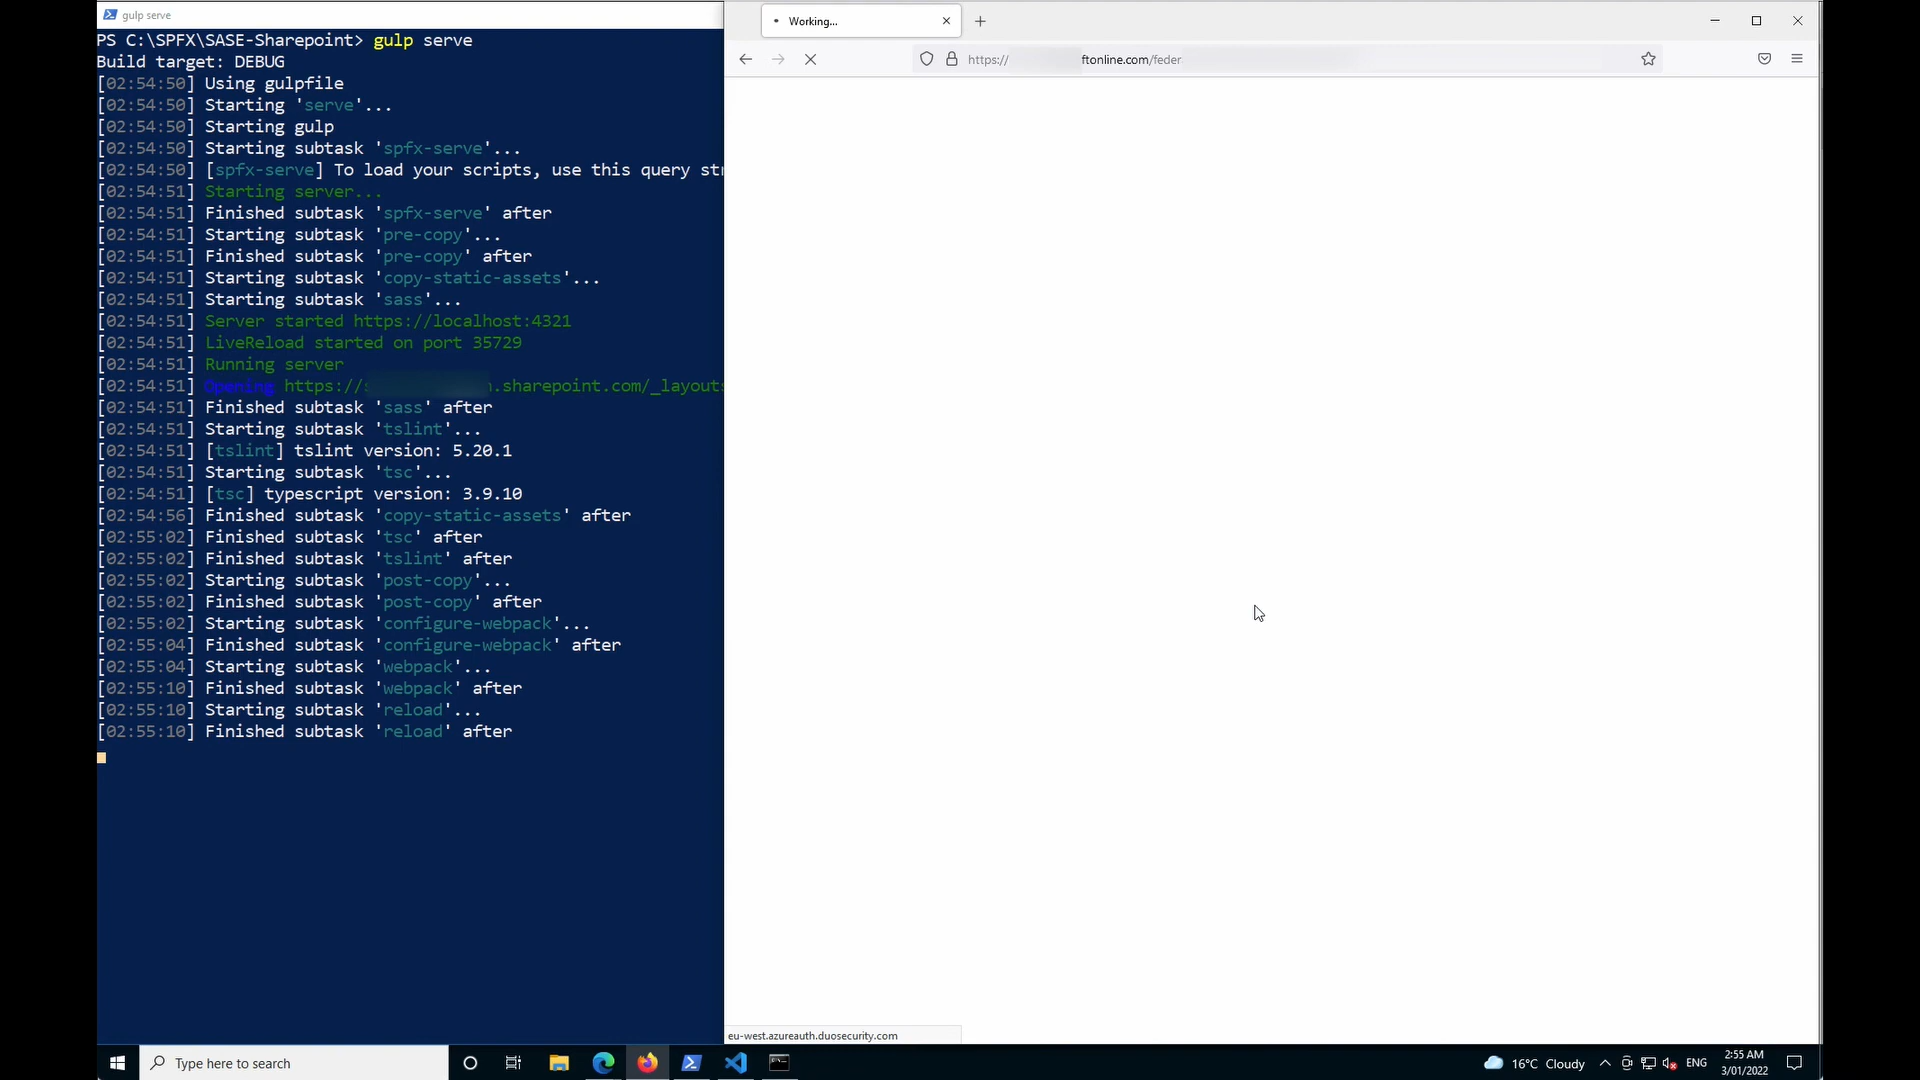 gulp serve
PS C:\SPFX\SASE-Sharepoint> gulp serve
Build target: DEBUG
[02:54:50] Using gulpfile
[02:54:50] Starting 'serve'...
[02:54:50] Starting gulp
[02:54:50] Starting subtask 'spfx-serve'...
[02:54:50] [spfx-serve] To load your scripts, use this query str
[02:54:51] Starting server...
[02:54:51] Finished subtask 'spfx-serve' after
[02:54:51] Starting subtask 'pre-copy'...
[02:54:51] Finished subtask 'pre-copy' after
[02:54:51] Starting subtask 'copy-static-assets'...
[02:54:51] Starting subtask 'sass'...
[02:54:51] Server started https://localhost:4321
[02:54:51] LiveReload started on port 35729
[02:54:51] Running server
[02:54:51] Opening https://s .sharepoint.com/_layouts
[02:54:51] Finished subtask 'sass' after
[02:54:51] Starting subtask 'tslint'...
[02:54:51] [tslint] tslint version: 5.20.1
[02:54:51] Starting subtask 'tsc'...
[02:54:51] [tsc] typescript version: 3.9.10
[02:54:56] Finished subtask 'copy-static-assets' after
[02:55:02] Finished subtask 'tsc' after
[02:55:02] Finished subtask 'tslint' after
[02:55:02] Starting subtask 'post-copy'...
[02:55:02] Finished subtask 'post-copy' after
[02:55:02] Starting subtask 'configure-webpack'...
[02:55:04] Finished subtask 'configure-webpack' after
[02:55:04] Starting subtask 'webpack'...
[02:55:10] Finished subtask 'webpack' after
[02:55:10] Starting subtask 'reload'...
[02:55:10] Finished subtask 'reload' after
Working...
https:// ftonline.com/feder
eu-west.azureauth.duosecurity.com
Type here to search
16°C Cloudy
ENG
2:55 AM
3/01/2022